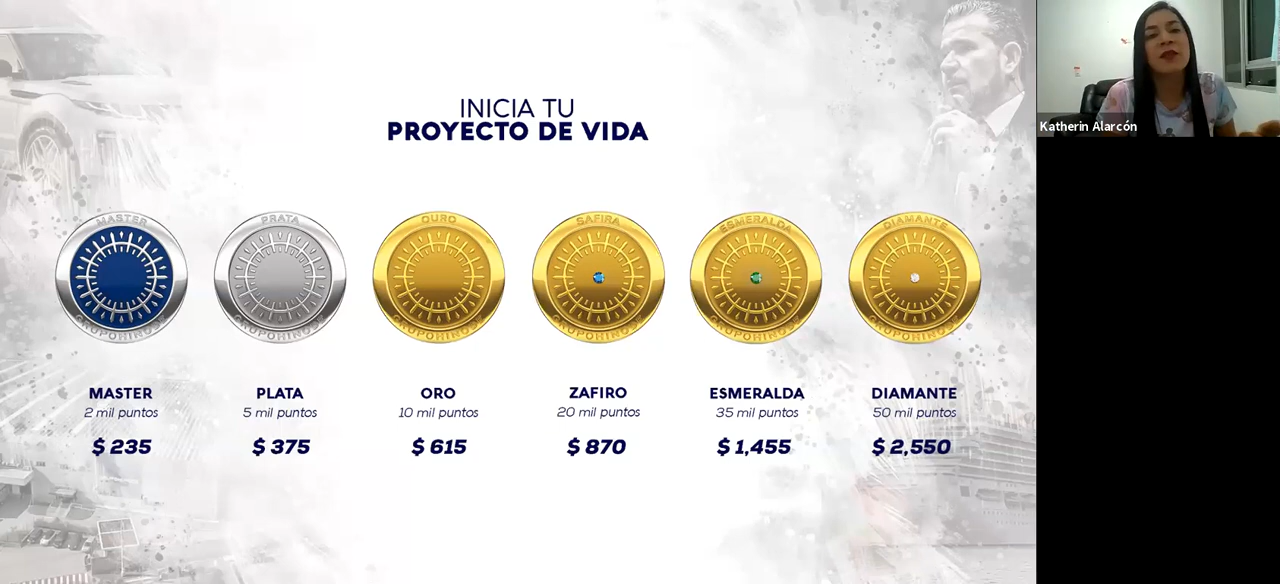 INICIA TU
PROYECTO DE VIDA
MASTER
PRATA
OURO
SAFIRA
ESMERALDA
DIAMANTE
MASTER
PLATA
ORO
ZAFIRO
ESMERALDA
DIAMANTE
2 mil puntos
5 mil puntos
10 mil puntos
20 mil puntos
35 mil puntos
50 mil puntos
$ 235
$ 375
$ 615
$ 870
$ 1,455
$ 2,550
Katherin Alarcón